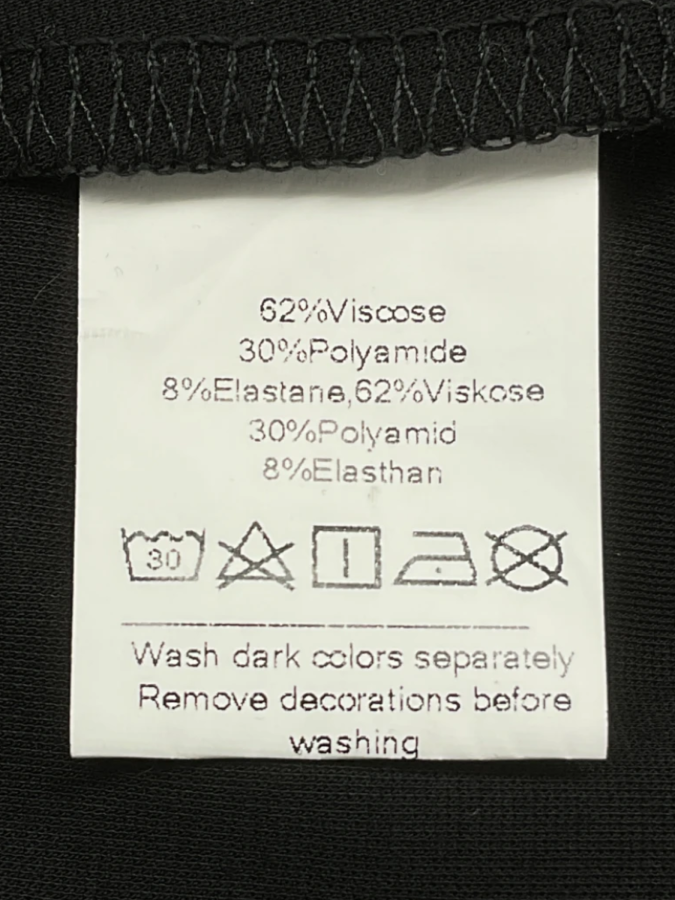 62%Viscose
30%Polyamide
8%Elastane,62%Viskose
30%Polyamid
8%Elasthan
30
Wash dark colors separately
Remove decorations before
washing